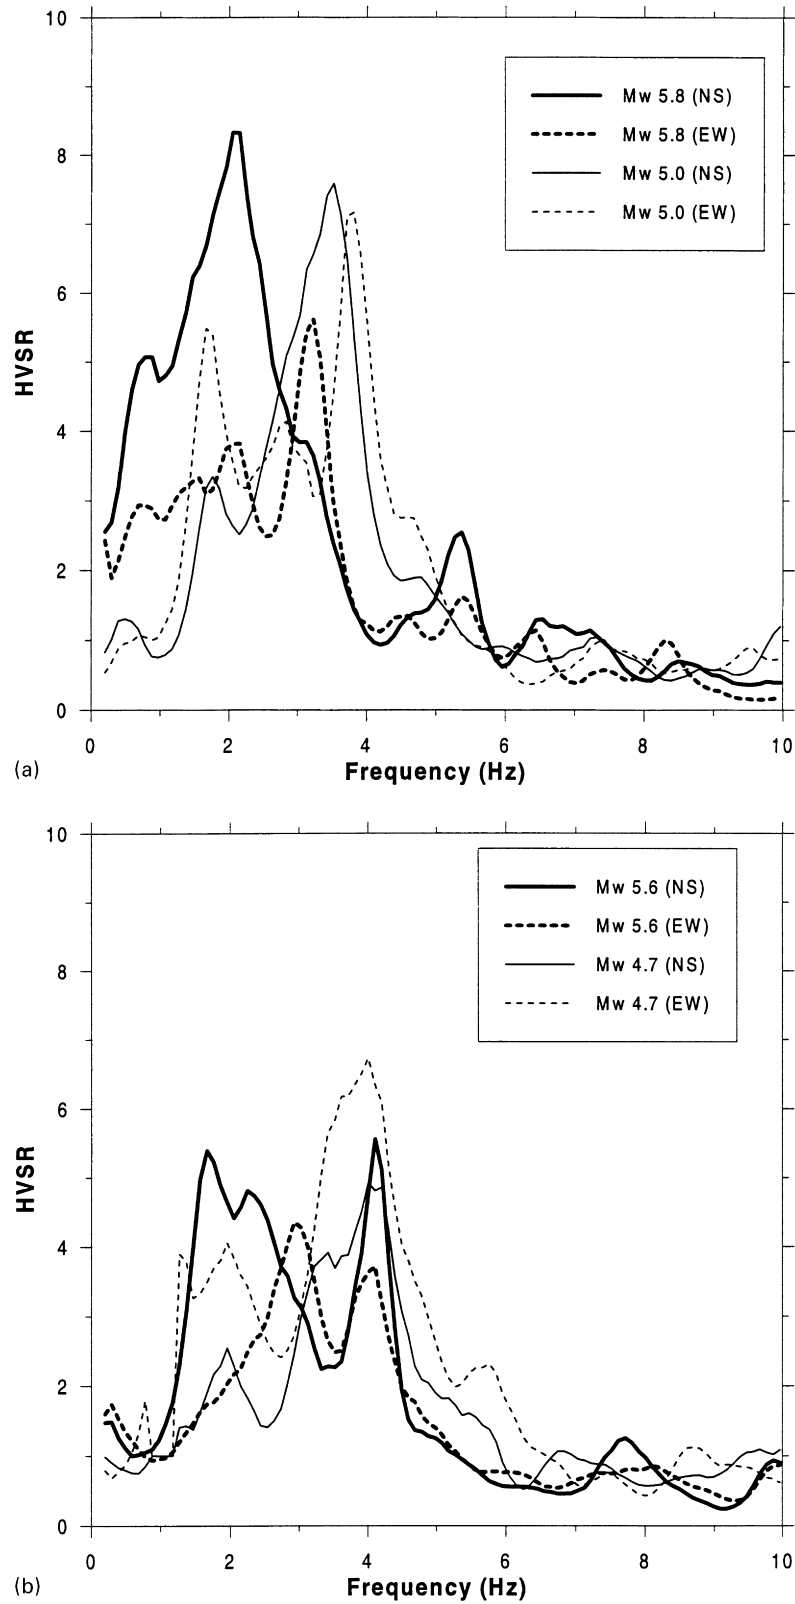 10
8
6
4
2
0
HVSR
Mw 5.8 (NS)
Mw 5.8 (EW)
Mw 5.0 (NS)
Mw 5.0 (EW)
0 2 4 6 8 10
(a)
Frequency (Hz)
10
8
6
4
2
0
HVSR
Mw 5.6 (NS)
Mw 5.6 (EW)
Mw 4.7 (NS)
Mw 4.7 (EW)
0 2 4 6 8 10
(b)
Frequency (Hz)